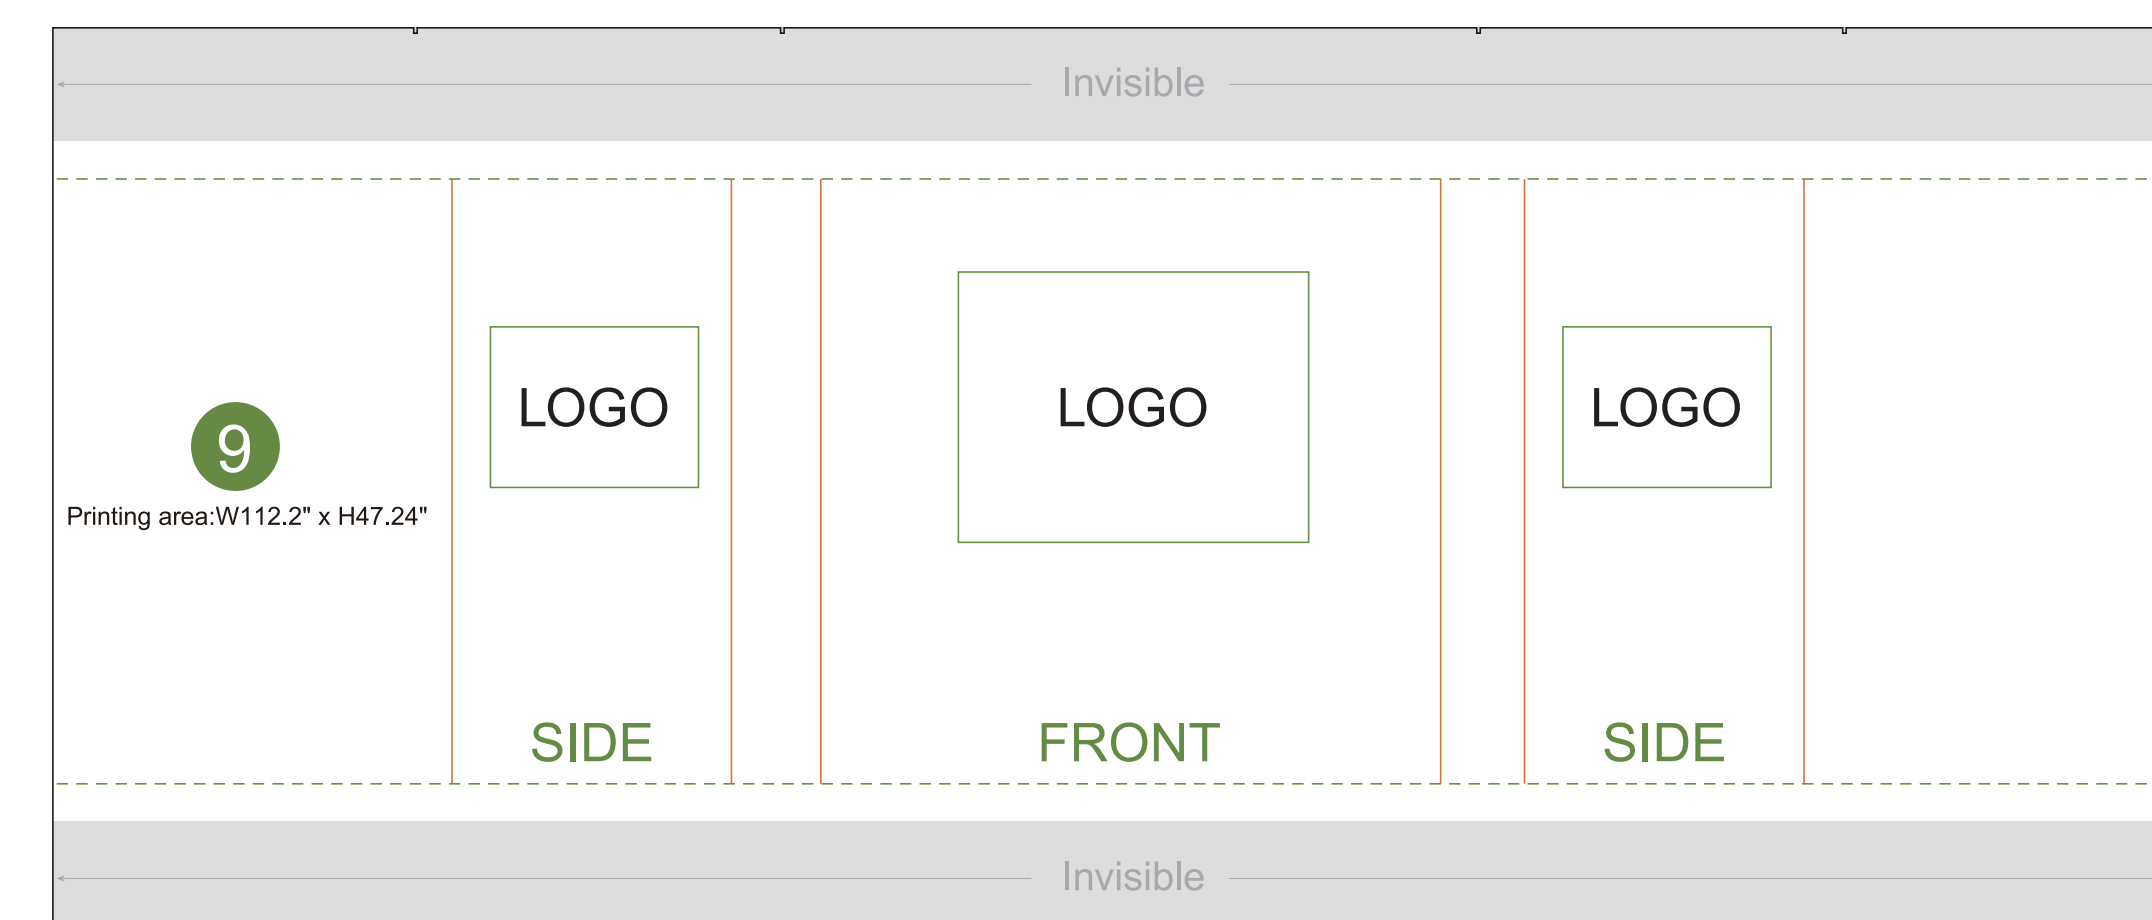 Invisible
LOGO
LOGO
LOGO
9
Printing area:W112.2" x H47.24"
SIDE
FRONT
SIDE
Invisible